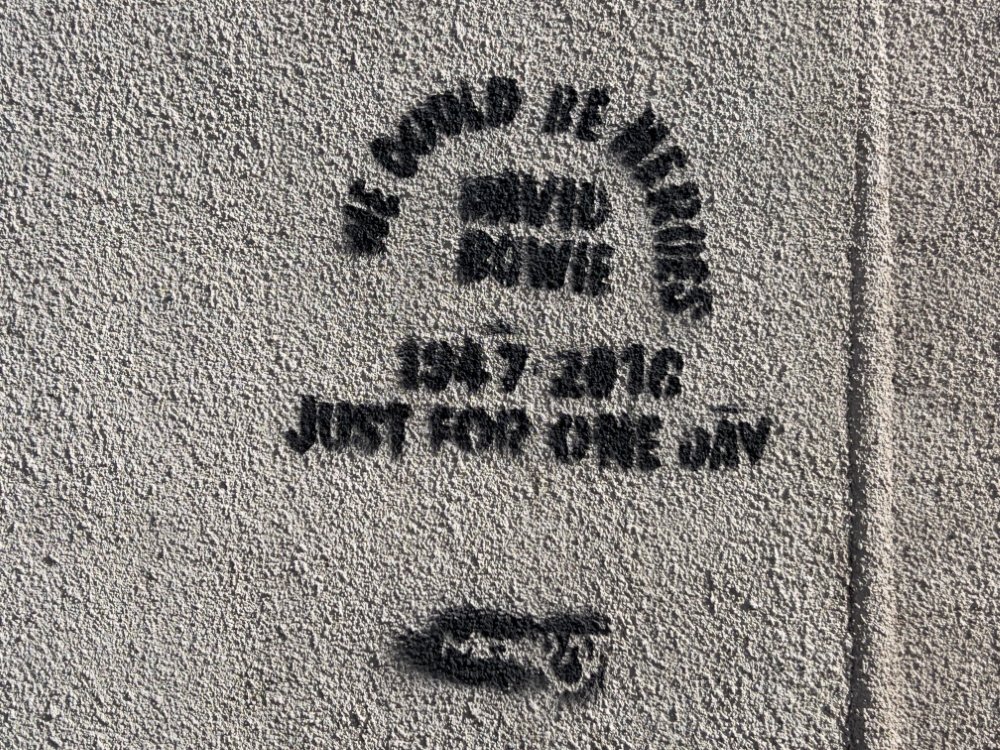 WE COULD BE HEROES
DAVID
BOWIE
1947-2016
JUST FOR ONE DAY